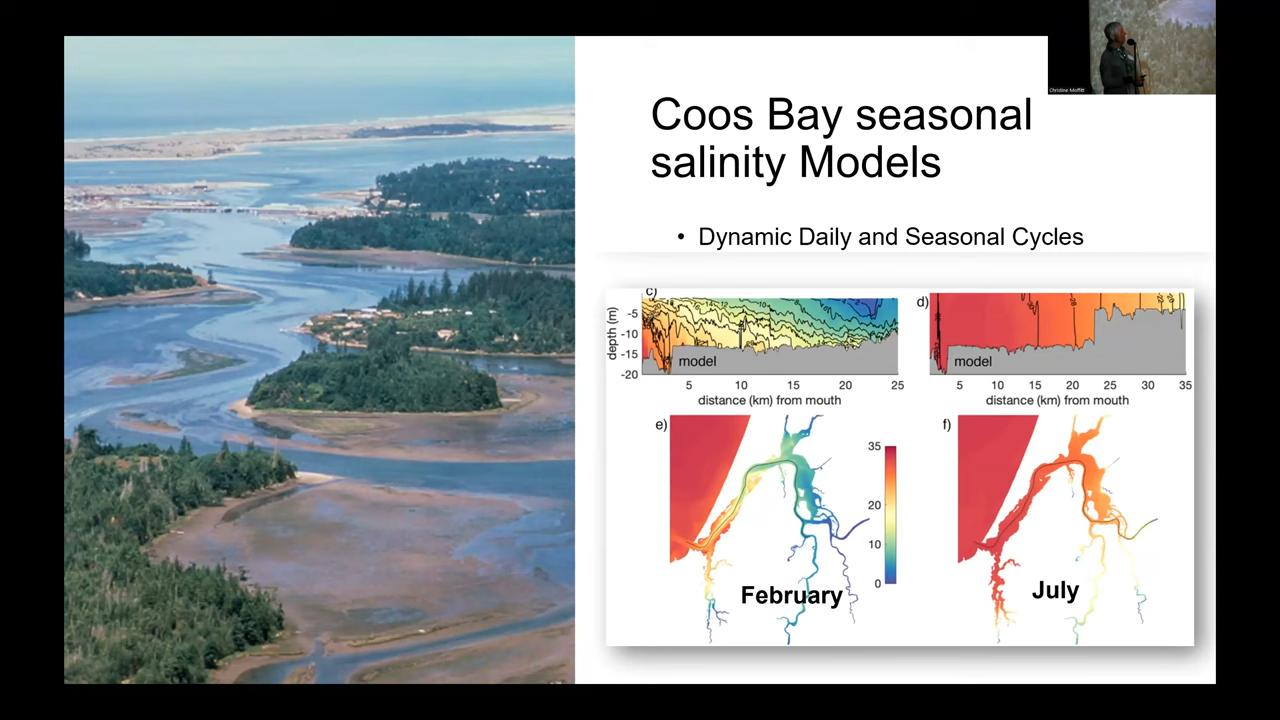 Christine Moffitt
Coos Bay seasonal
salinity Models
• Dynamic Daily and Seasonal Cycles
c)
depth (m)
-5
-10
-15
-20
model
5 10 15 20 25
distance (km) from mouth
d)
model
5 10 15 20 25 30 35
distance (km) from mouth
e)
35
20
10
0
February
f)
July